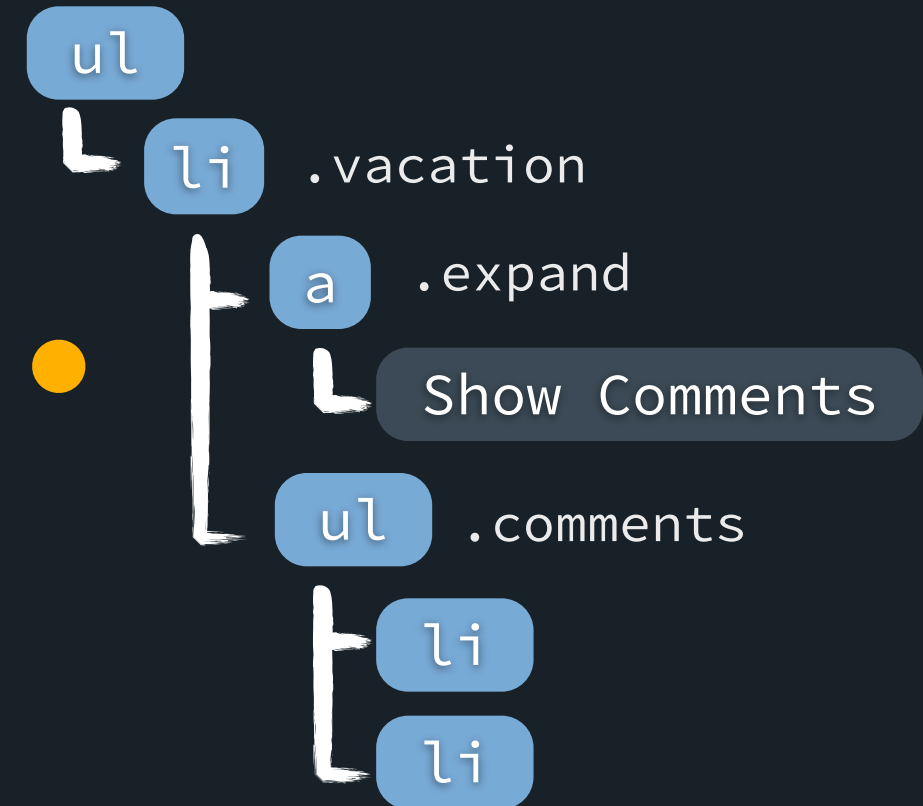 ul
li .vacation
a .expand
Show Comments
ul .comments
li
li